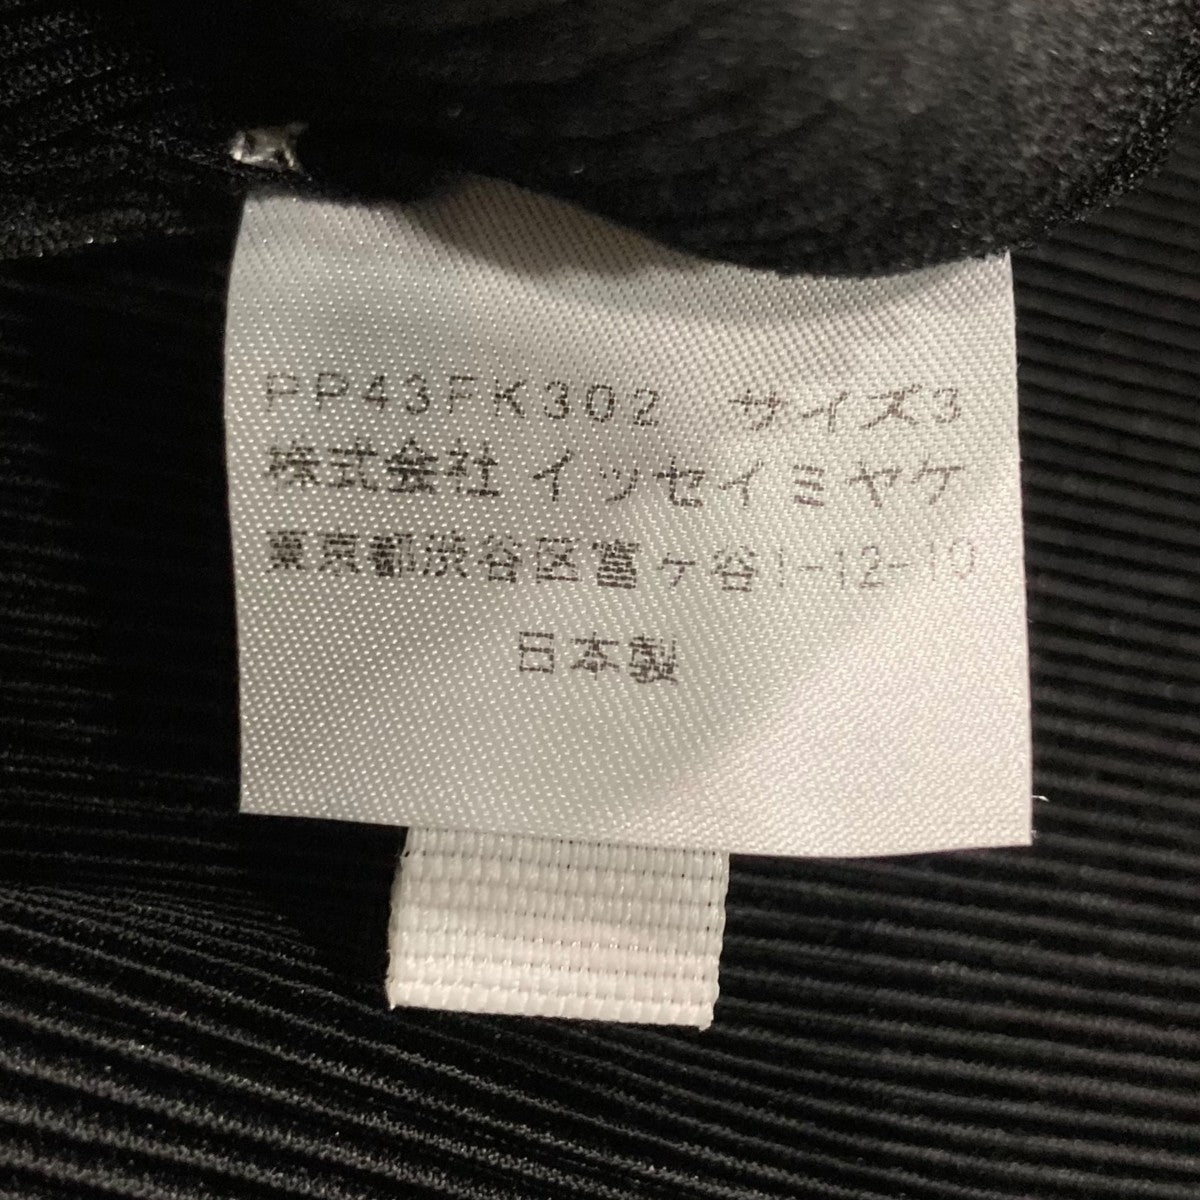 PP43FK302 サイズ3
株式会社 イッセイミヤケ
東京都渋谷区富ヶ谷1-12-10
日本製